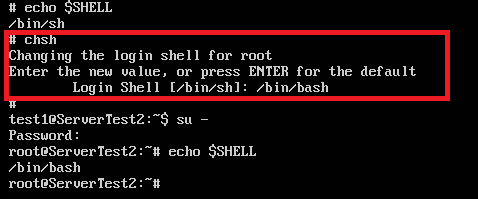 # echo $SHELL
/bin/sh
# chsh
Changing the login shell for root
Enter the new value, or press ENTER for the default
Login Shell [/bin/sh]: /bin/bash
#
test1@ServerTest2:~$ su -
Password:
root@ServerTest2:~# echo $SHELL
/bin/bash
root@ServerTest2:~#